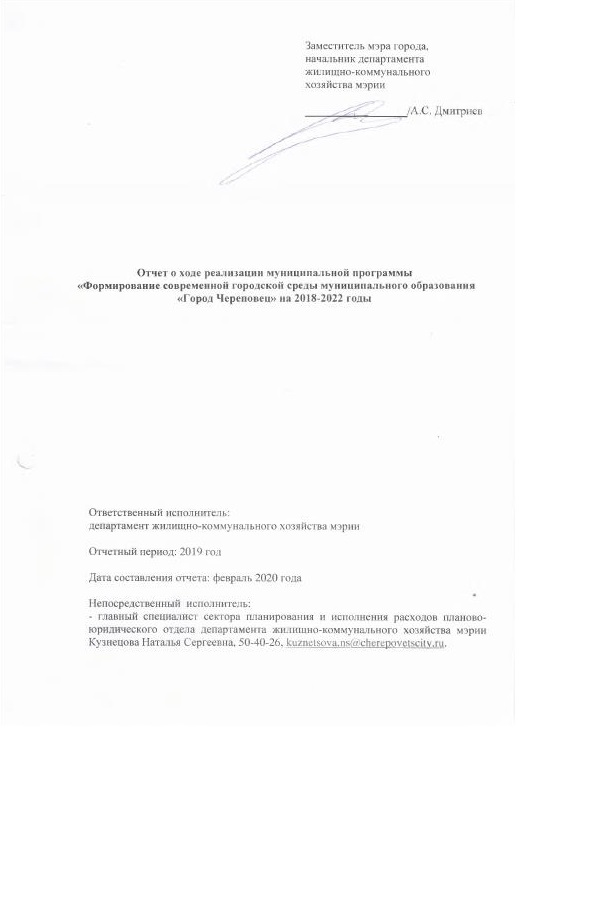 Заместитель мэра города,
начальник департамента
жилищно-коммунального
хозяйства мэрии
/А.С. Дмитриев
Отчет о ходе реализации муниципальной программы
«Формирование современной городской среды муниципального образования
«Город Череповец» на 2018-2022 годы
Ответственный исполнитель:
департамент жилищно-коммунального хозяйства мэрии
Отчетный период: 2019 год
Дата составления отчета: февраль 2020 года
Непосредственный исполнитель:
- главный специалист сектора планирования и исполнения расходов планово-
юридического отдела департамента жилищно-коммунального хозяйства мэрии
Кузнецова Наталья Сергеевна, 50-40-26, kuznetsova.ns@cherepovetscity.ru.